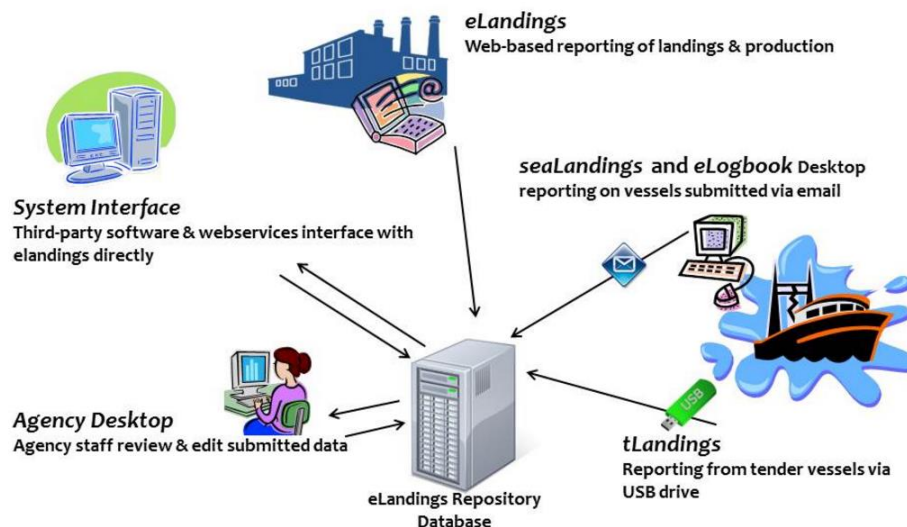 eLandings
Web-based reporting of landings & production
seaLandings and eLogbook Desktop
reporting on vessels submitted via email
System Interface
Third-party software & webservices interface with
elandings directly
Agency Desktop
Agency staff review & edit submitted data
USB
tLandings
Reporting from tender vessels via
USB drive
eLandings Repository
Database